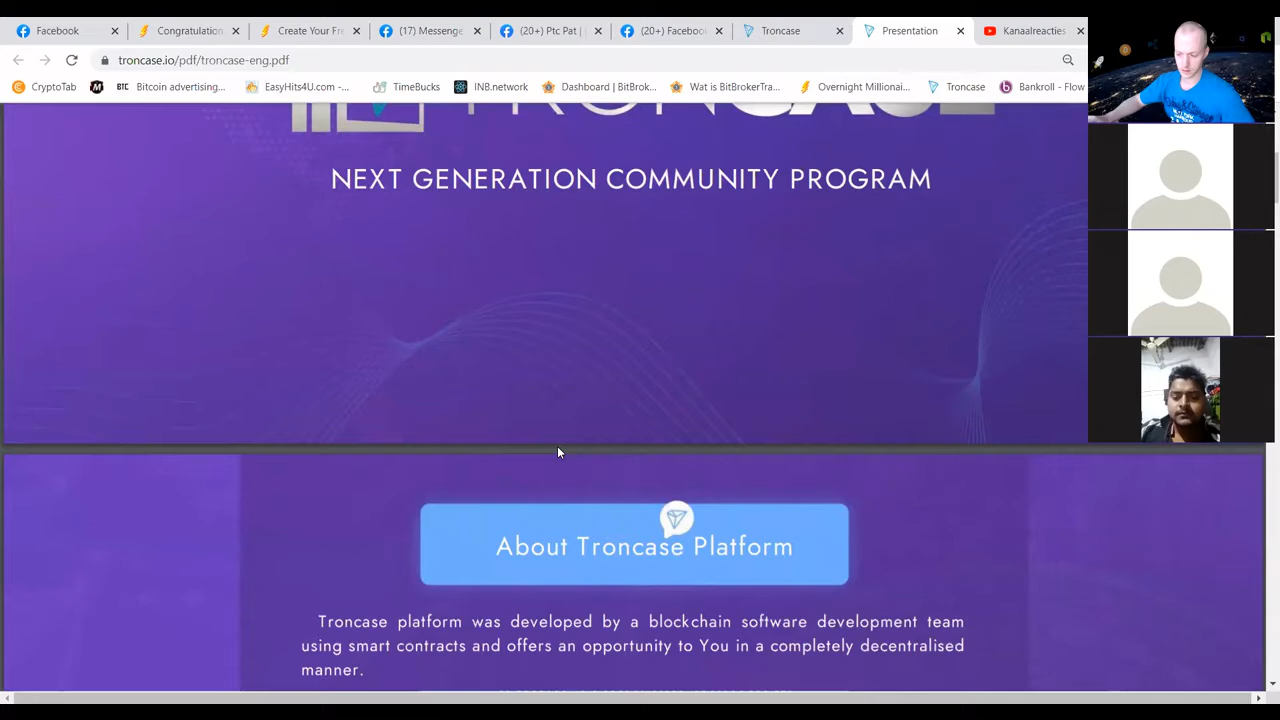 Facebook
Congratulation
Create Your Fre
(17) Messenge
(20+) Ptc Pat |
(20+) Faceboo
Troncase
Presentation
Kanaalreacties
troncase.io/pdf/troncase-eng.pdf
CryptoTab
BTC Bitcoin advertising...
EasyHits4U.com -...
TimeBucks
INB.network
Dashboard | BitBrok...
Wat is BitBrokerTra...
Overnight Millionai...
Troncase
Bankroll - Flow
TRONCASE
NEXT GENERATION COMMUNITY PROGRAM
About Troncase Platform
Troncase platform was developed by a blockchain software development team
using smart contracts and offers an opportunity to You in a completely decentralised
manner.